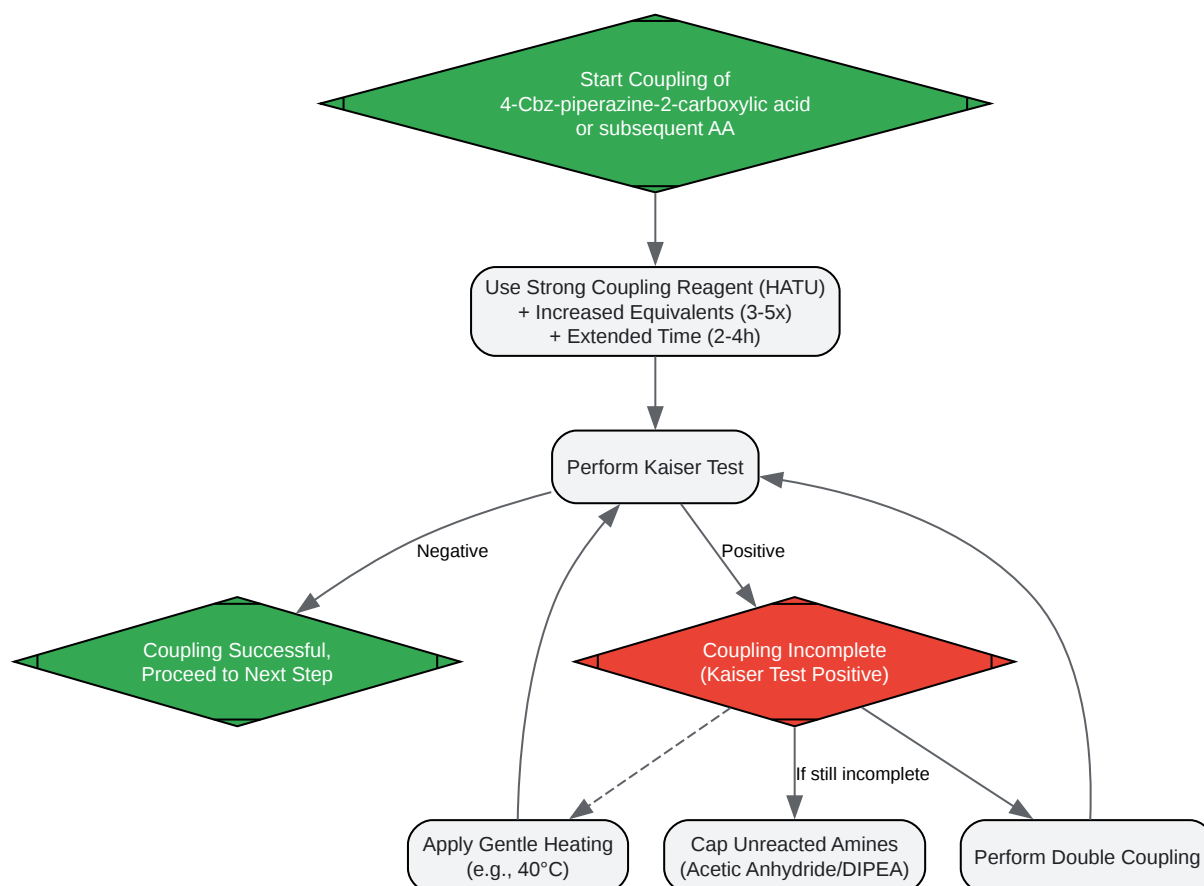 Start Coupling of
4-Cbz-piperazine-2-carboxylic acid
or subsequent AA
Use Strong Coupling Reagent (HATU)
+ Increased Equivalents (3-5x)
+ Extended Time (2-4h)
Perform Kaiser Test
Negative
Positive
Coupling Successful,
Proceed to Next Step
Coupling Incomplete
(Kaiser Test Positive)
If still incomplete
Apply Gentle Heating
(e.g., 40°C)
Cap Unreacted Amines
(Acetic Anhydride/DIPEA)
Perform Double Coupling